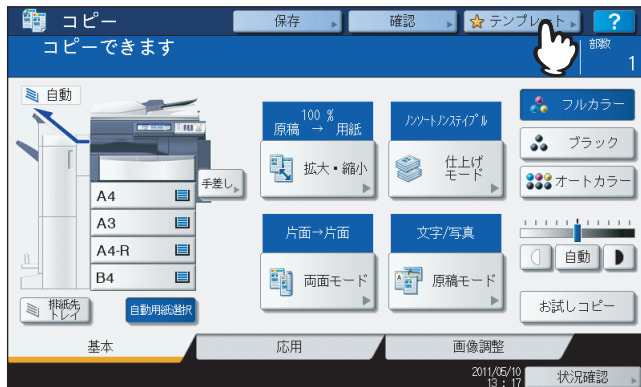 コピー
保存
確認
テンプレート
?
コピーできます
部数
1
自動
100 %
原稿 → 用紙
拡大・縮小
ノンソートノンステイプル
仕上げ
モード
フルカラー
ブラック
オートカラー
手差し
A4
A3
A4-R
B4
片面→片面
両面モード
文字/写真
原稿モード
自動
排紙先
トレイ
自動用紙選択
お試しコピー
基本
応用
画像調整
2011/05/10
13 : 17
状況確認